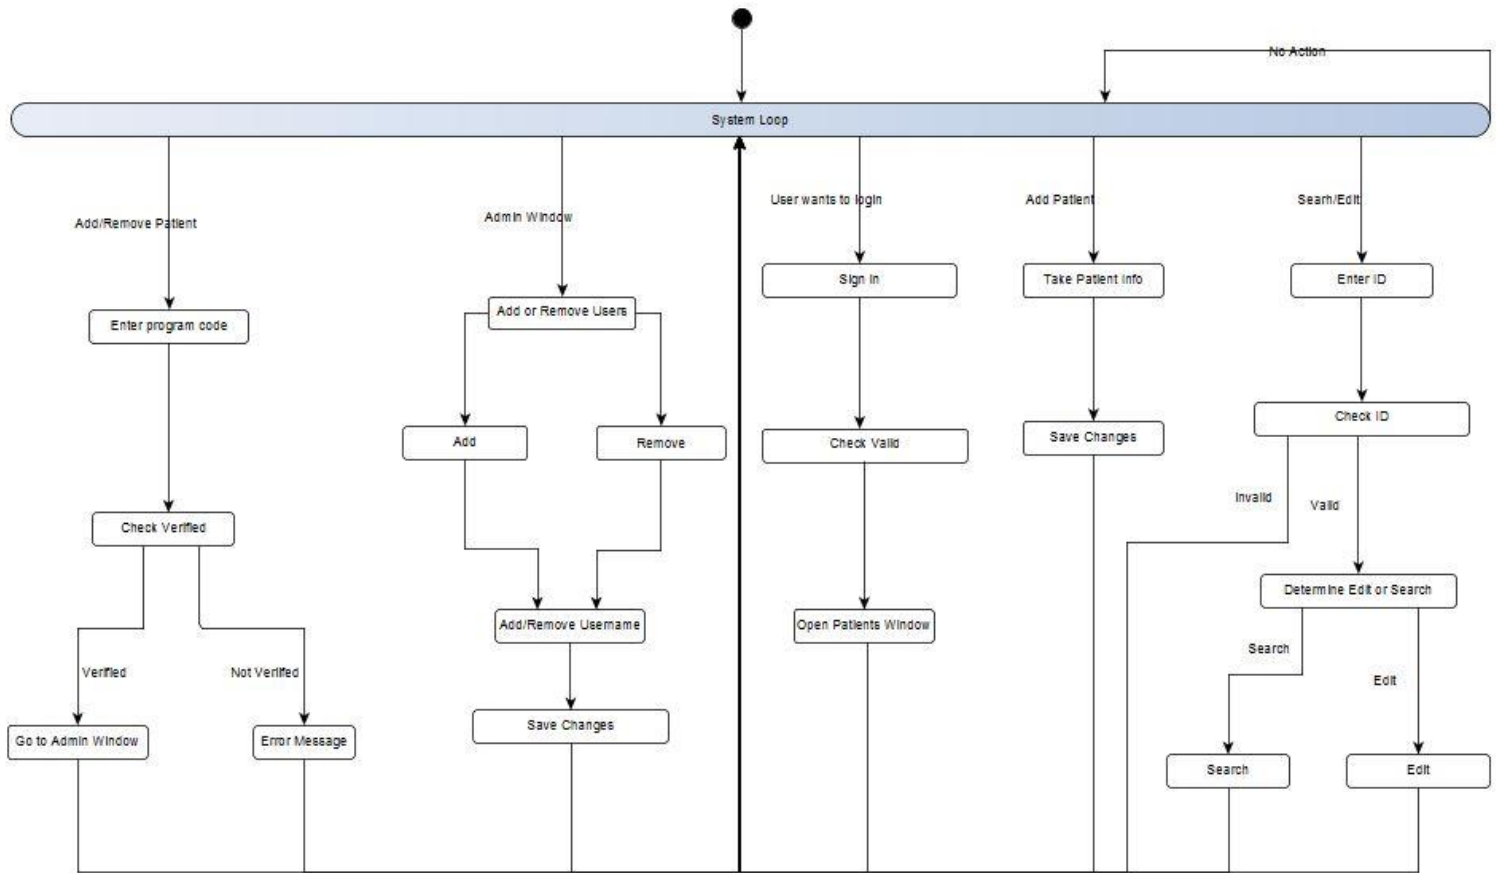 No Action
System Loop
Add/Remove Patient
Admin Window
User wants to login
Add Patient
Searh/Edit
Enter program code
Add or Remove Users
Sign in
Take Patient Info
Enter ID
Add
Remove
Check Valid
Save Changes
Check ID
Check Verified
Invalid
Valid
Determine Edit or Search
Add/Remove Username
Open Patients Window
Search
Edit
Verified
Not Verifed
Go to Admin Window
Error Message
Save Changes
Search
Edit